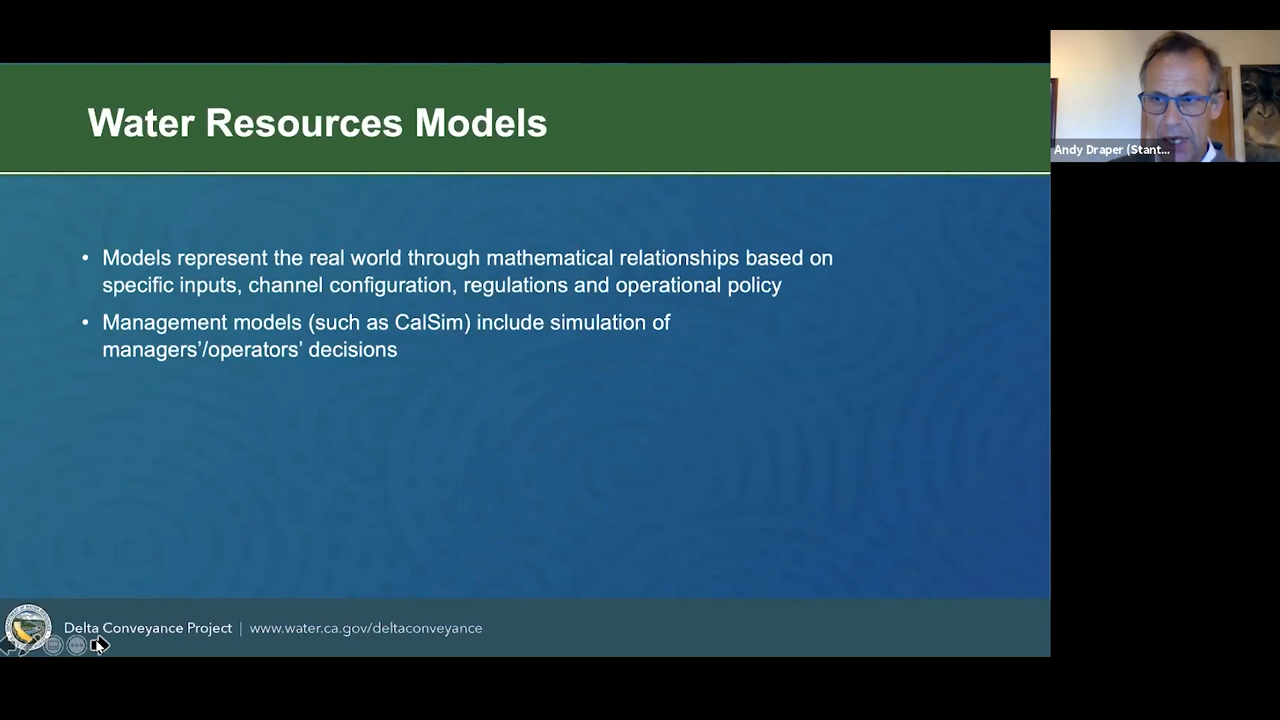 Water Resources Models
Andy Draper (Stant...
• Models represent the real world through mathematical relationships based on
specific inputs, channel configuration, regulations and operational policy
• Management models (such as CalSim) include simulation of
managers’/operators’ decisions
Delta Conveyance Project | www.water.ca.gov/deltaconveyance